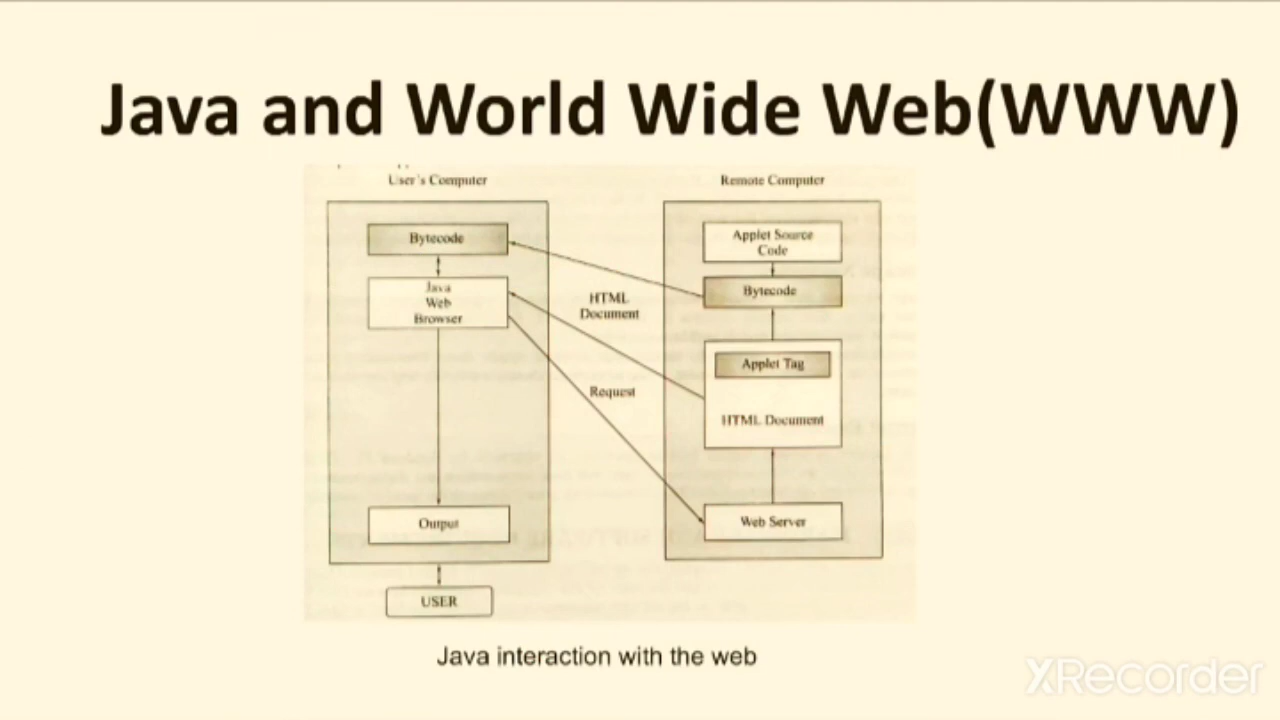 Java and World Wide Web(WWW)
User's Computer
Remote Computer
Bytecode
Java
Web
Browser
Output
USER
HTML
Document
Request
Applet Source
Code
Bytecode
Applet Tag
HTML Document
Web Server
Java interaction with the web
XRecorder